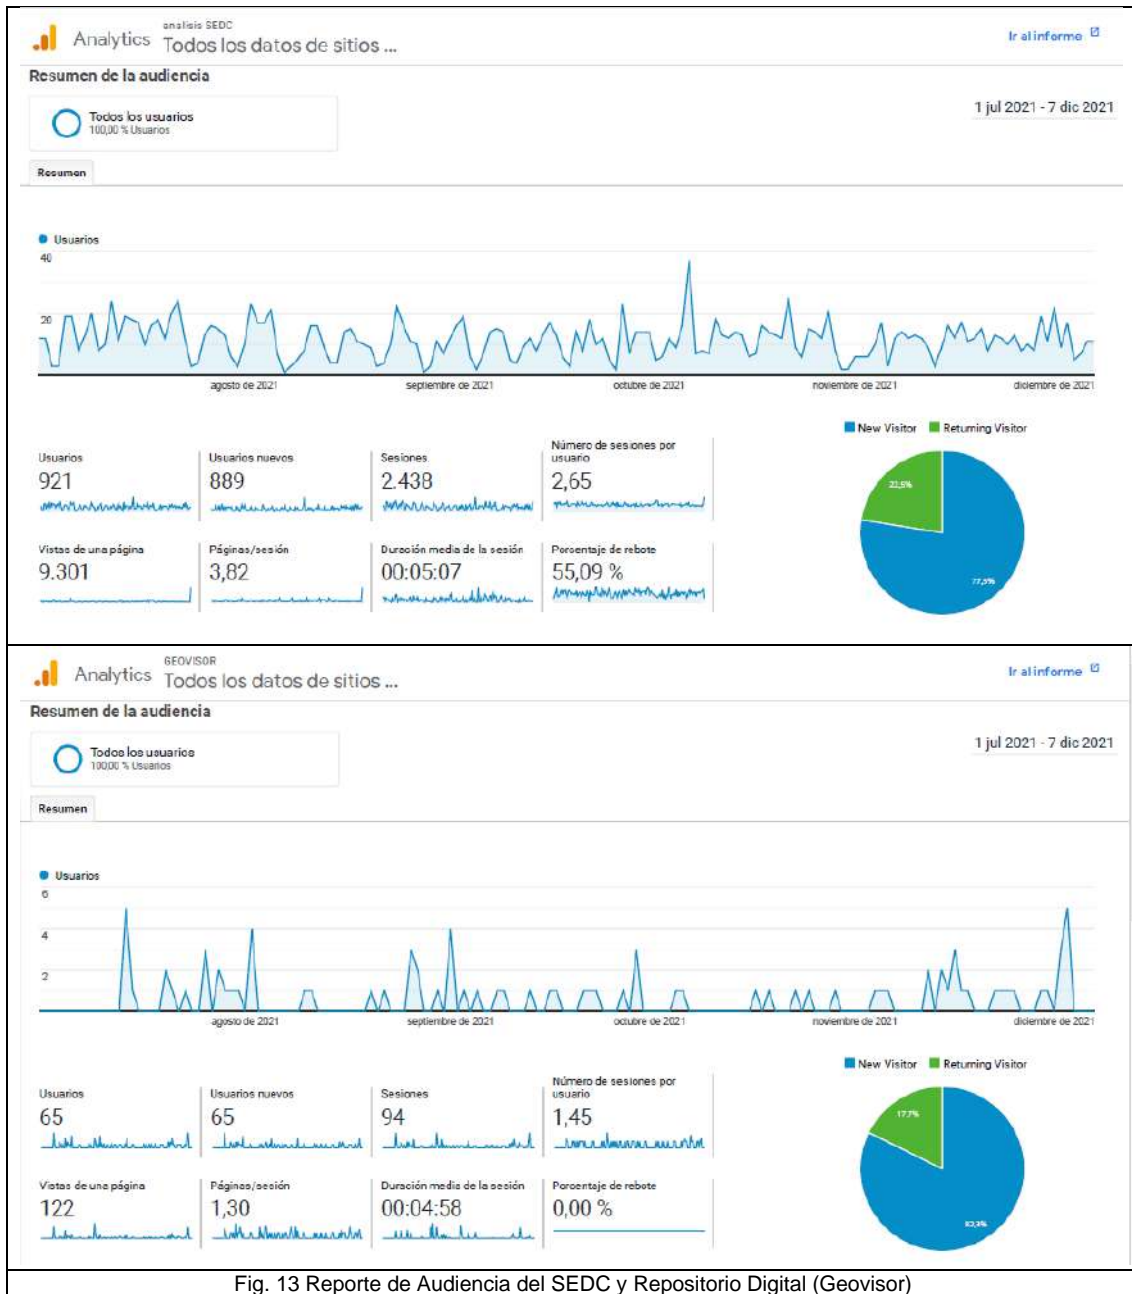 analisis SEDC
Analytics Todos los datos de sitios ...
Ir al informe
Resumen de la audiencia
Todos los usuarios
100,00 % Usuarios
1 jul 2021 - 7 dic 2021
Resumen
Usuarios
40
20
agosto de 2021 septiembre de 2021 octubre de 2021 noviembre de 2021 diciembre de 2021
New Visitor Returning Visitor
Usuarios
921
Usuarios nuevos
889
Sesiones
2.438
Número de sesiones por
usuario
2,65
Vistas de una página
9.301
Páginas/sesión
3,82
Duración media de la sesión
00:05:07
Porcentaje de rebote
55,09 %
22,5%
77,5%
GEOVISOR
Analytics Todos los datos de sitios ...
Ir al informe
Resumen de la audiencia
Todos los usuarios
100,00 % Usuarios
1 jul 2021 - 7 dic 2021
Resumen
Usuarios
6
4
2
agosto de 2021 septiembre de 2021 octubre de 2021 noviembre de 2021 diciembre de 2021
New Visitor Returning Visitor
Usuarios
65
Usuarios nuevos
65
Sesiones
94
Número de sesiones por
usuario
1,45
Vistas de una página
122
Páginas/sesión
1,30
Duración media de la sesión
00:04:58
Porcentaje de rebote
0,00 %
17,7%
82,3%
Fig. 13 Reporte de Audiencia del SEDC y Repositorio Digital (Geovisor)